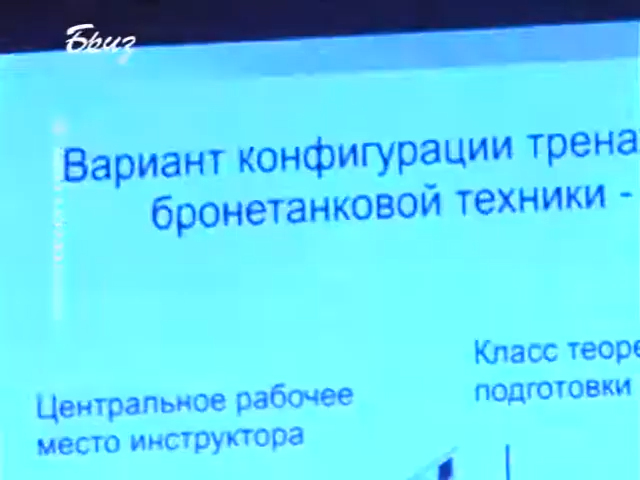 Бриз
Вариант конфигурации трена
бронетанковой техники -
Класс теоре
подготовки
Центральное рабочее
место инструктора